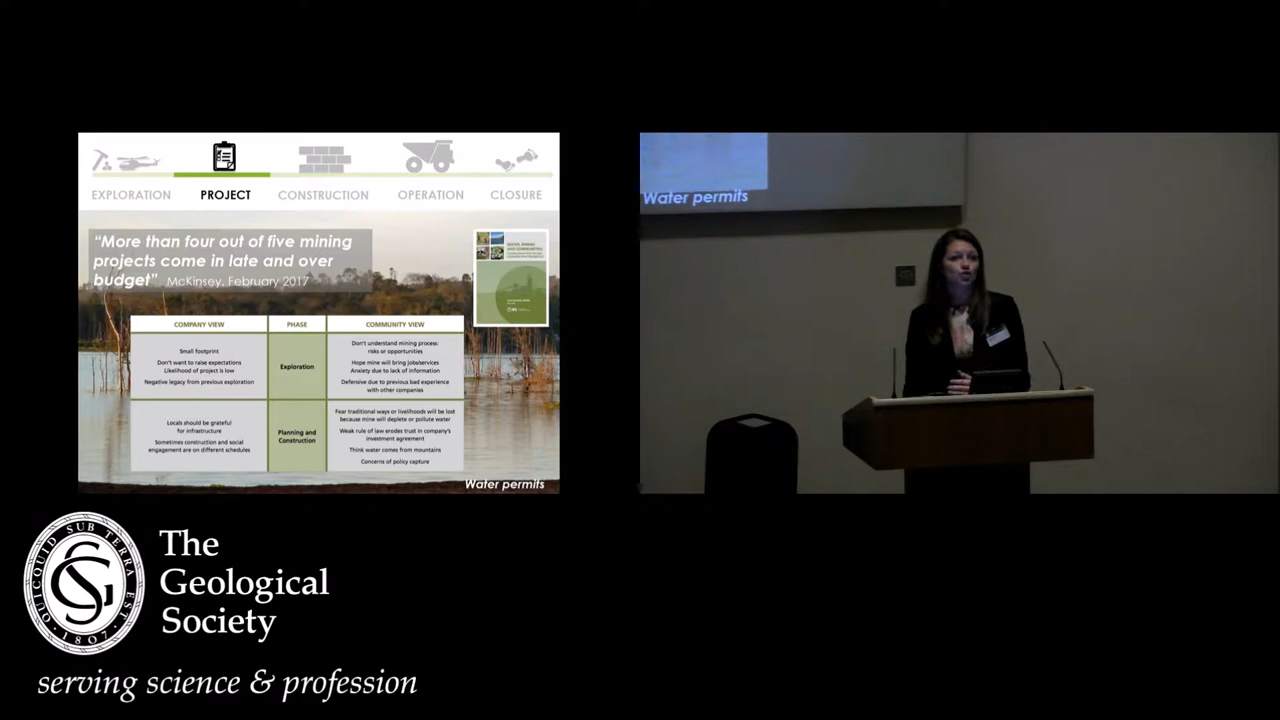 EXPLORATION PROJECT CONSTRUCTION OPERATION CLOSURE
“More than four out of five mining
projects come in late and over
budget” McKinsey, February 2017
WATER, MINING
AND COMMUNITIES
COMPANY VIEW PHASE COMMUNITY VIEW
Small footprint
Don't want to raise expectations
Likelihood of project is low
Negative legacy from previous exploration
Exploration
Don't understand mining process:
risks or opportunities
Hope mine will bring jobs/services
Anxiety due to lack of information
Defensive due to previous bad experience
with other companies
Locals should be grateful
for infrastructure
Sometimes construction and social
engagement are on different schedules
Planning and
Construction
Fear traditional ways or livelihoods will be lost
because mine will deplete or pollute water
Weak rule of law erodes trust in company's
investment agreement
Think water comes from mountains
Concerns of policy capture
Water permits
Water permits
QUICQUID SUB TERRA EST
1807
The
Geological
Society
serving science & profession